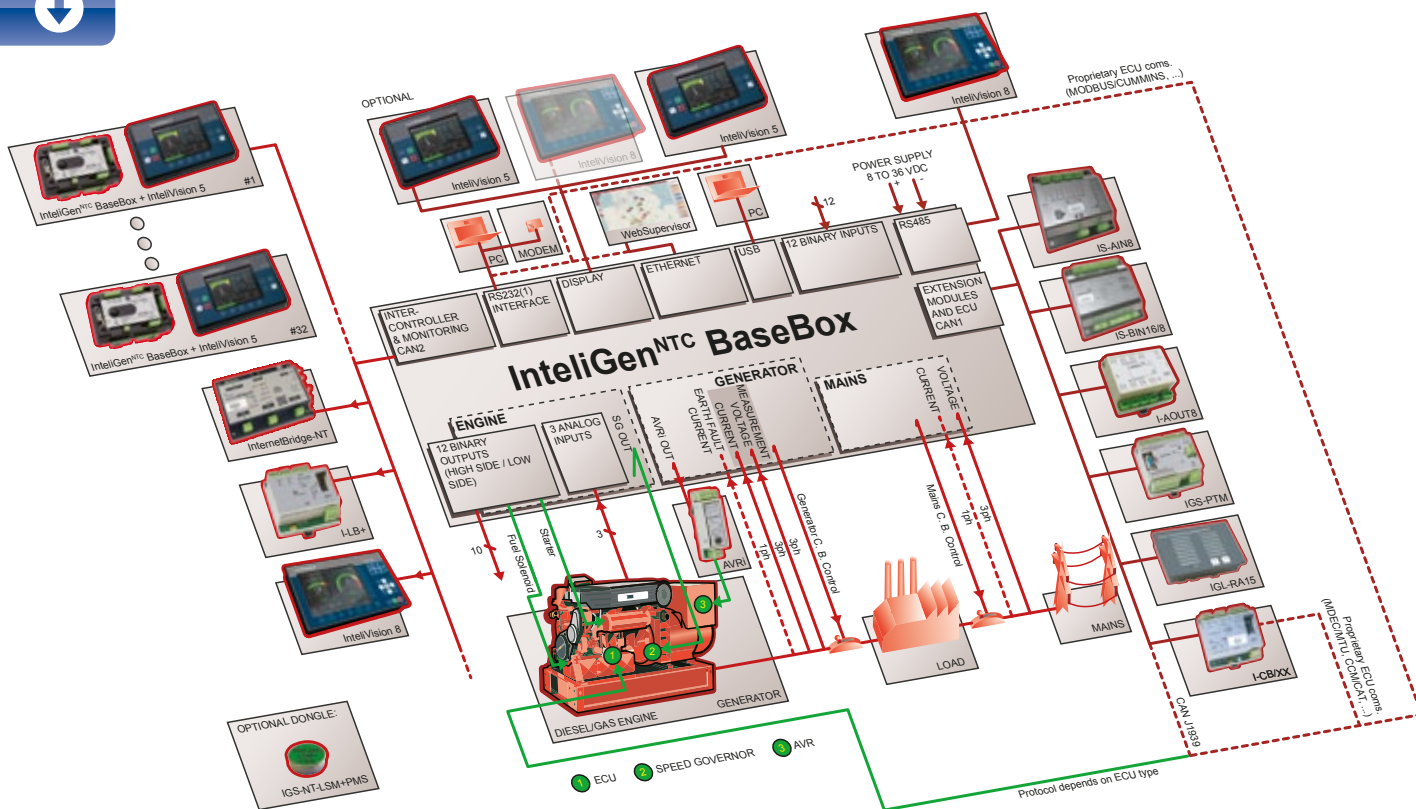 OPTIONAL
InteliVision 5
InteliVision 8
InteliVision 5
InteliVision 8
Proprietary ECU coms.
(MODBUS/CUMMINS, ...)
InteliGenNTC BaseBox + InteliVision 5
#1
InteliGenNTC BaseBox + InteliVision 5
#32
InternetBridge-NT
I-LB+
InteliVision 8
PC
MODEM
WebSupervisor
PC
12
POWER SUPPLY
8 TO 36 VDC
+ -
INTER-
CONTROLLER
& MONITORING
CAN2
RS232(1)
INTERFACE
DISPLAY
ETHERNET
USB
12 BINARY INPUTS
RS485
EXTENSION
MODULES
AND ECU
CAN1
InteliGenNTC BaseBox
ENGINE
12 BINARY
OUTPUTS
(HIGH SIDE / LOW
SIDE)
3 ANALOG
INPUTS
SG OUT
GENERATOR
AVRi OUT
EARTH FAULT
CURRENT
CURRENT
VOLTAGE
MEASUREMENT
MAINS
CURRENT
VOLTAGE
10
Fuel Solenoid
Starter
3
AVRi
1ph
3ph
3ph
Generator C. B. Control
Mains C. B. Control
1ph
3ph
1
2
3
DIESEL/GAS ENGINE
GENERATOR
LOAD
MAINS
IS-AIN8
IS-BIN16/8
I-AOUT8
IGS-PTM
IGL-RA15
I-CB/XX
Proprietary ECU coms.
(MDEC/MTU, CCM/CAT, ...)
CAN J1939
Protocol depends on ECU type
OPTIONAL DONGLE:
IGS-NT-LSM+PMS
1 ECU
2 SPEED GOVERNOR
3 AVR